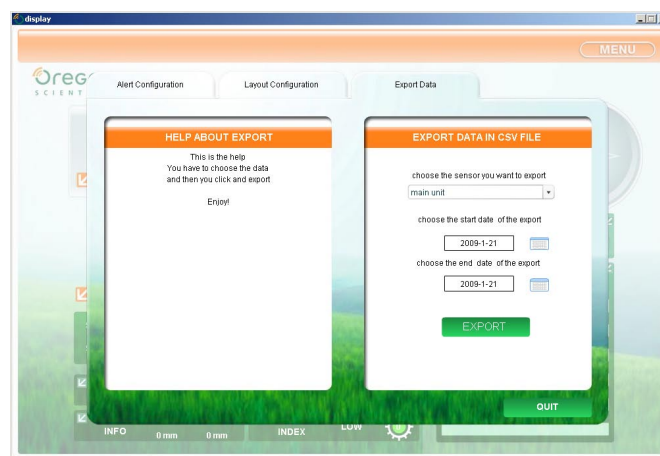 display
MENU
Oreg
SCIENT
Alert Configuration
Layout Configuration
Export Data
HELP ABOUT EXPORT
This is the help
You have to choose the data
and then you click and export
Enjoy!
EXPORT DATA IN CSV FILE
choose the sensor you want to export
main unit
choose the start date of the export
2009-1-21
choose the end date of the export
2009-1-21
EXPORT
QUIT
INFO
0 mm
0 mm
INDEX
LOW